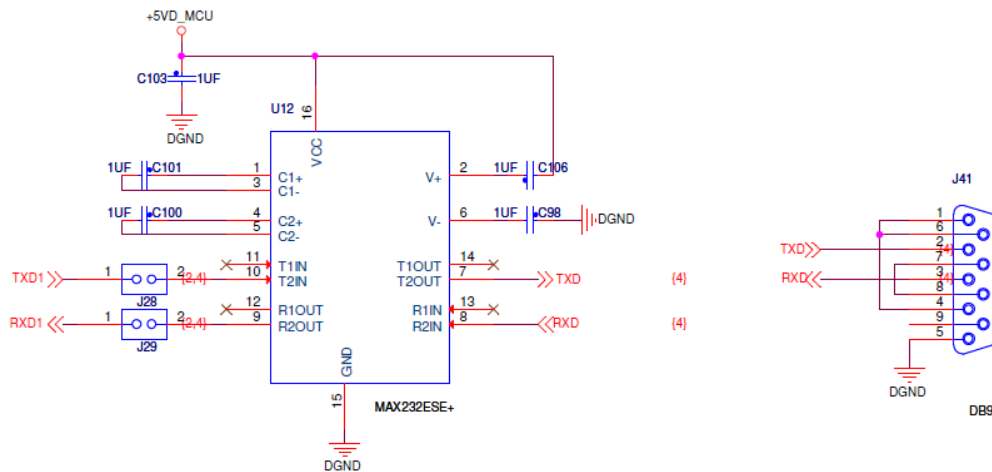 +5VD_MCU
C103 1UF
DGND
U12
16
VCC
1UF C101
1 C1+
3 C1-
1UF C100
4 C2+
5 C2-
2 V+
1UF C106
6 V-
1UF C98
DGND
TXD1 1 2 {2,4}
J28
11 T1IN
10 T2IN
RXD1 1 2 {2,4}
J29
12 R1OUT
9 R2OUT
T1OUT 14
T2OUT 7 TXD {4}
R1IN 13
R2IN 8 RXD {4}
GND
15
MAX232ESE+
DGND
J41
1
6
TXD 2 {4}
7
RXD 3 {4}
8
4
9
5
DGND
DB9